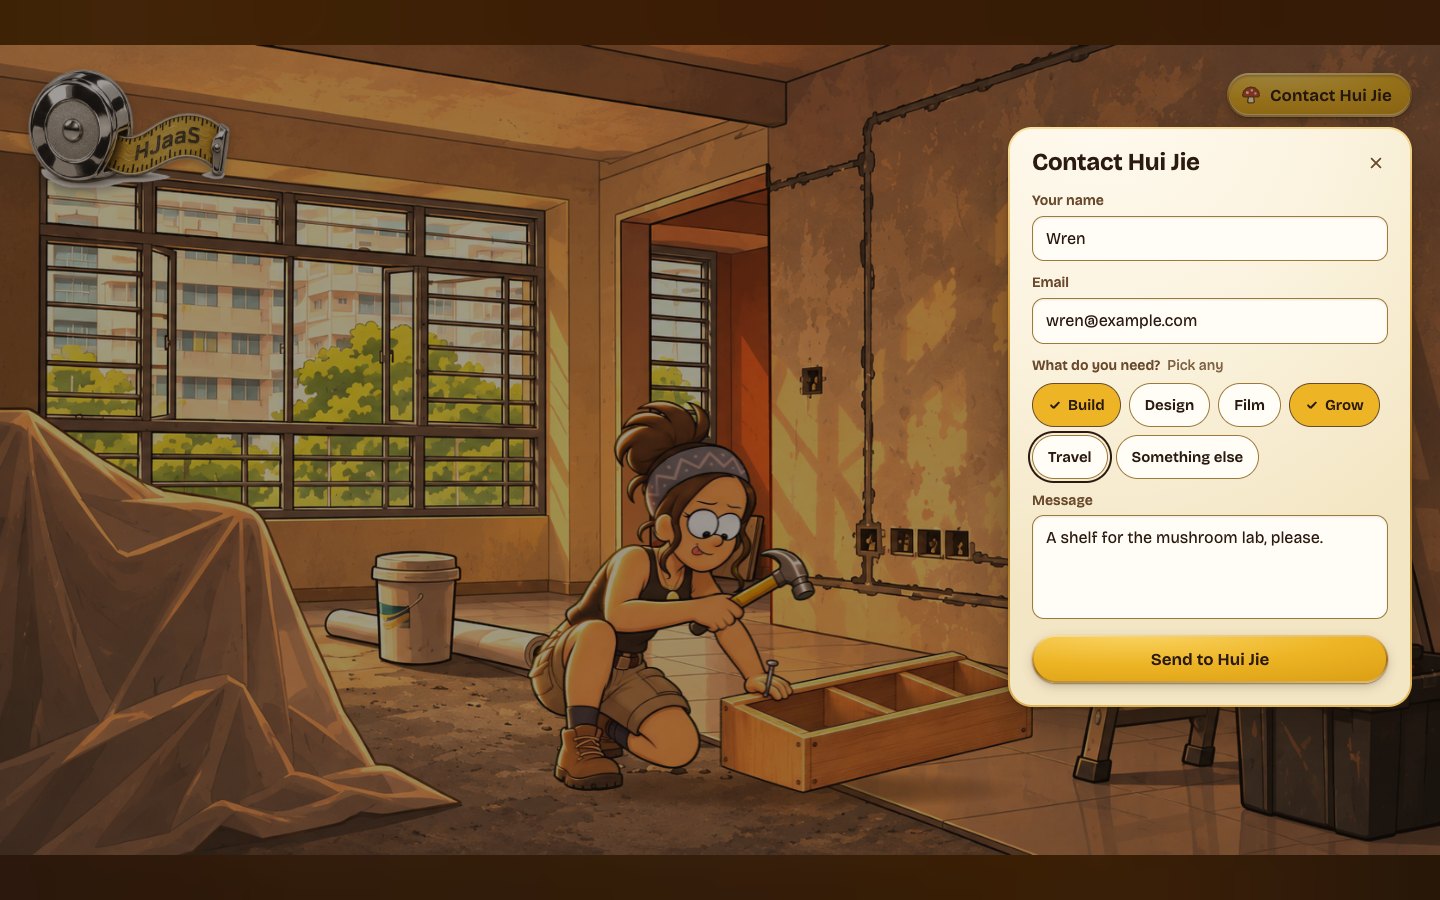 HJaaS
Contact Hui Jie
Contact Hui Jie
Your name
Wren
Email
wren@example.com
What do you need? Pick any
Build Design Film Grow
Travel Something else
Message
A shelf for the mushroom lab, please.
Send to Hui Jie